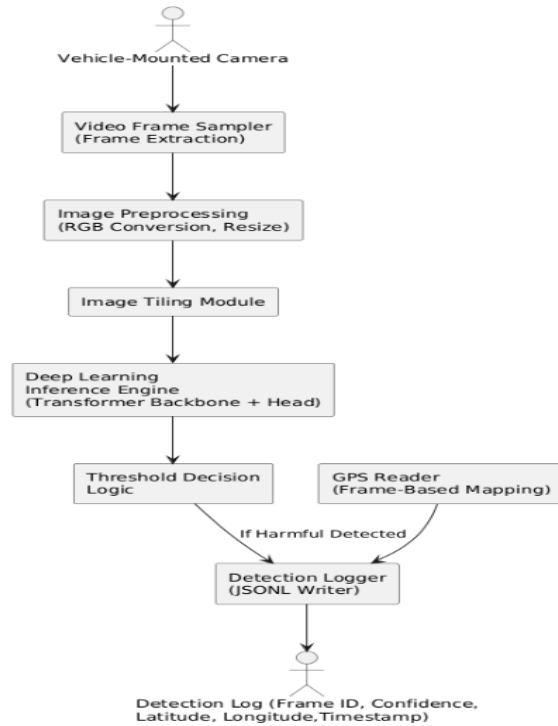 Vehicle-Mounted Camera
Video Frame Sampler
(Frame Extraction)
Image Preprocessing
(RGB Conversion, Resize)
Image Tiling Module
Deep Learning
Inference Engine
(Transformer Backbone + Head)
Threshold Decision
Logic
GPS Reader
(Frame-Based Mapping)
If Harmful Detected
Detection Logger
(JSONL Writer)
Detection Log (Frame ID, Confidence,
Latitude, Longitude,Timestamp)